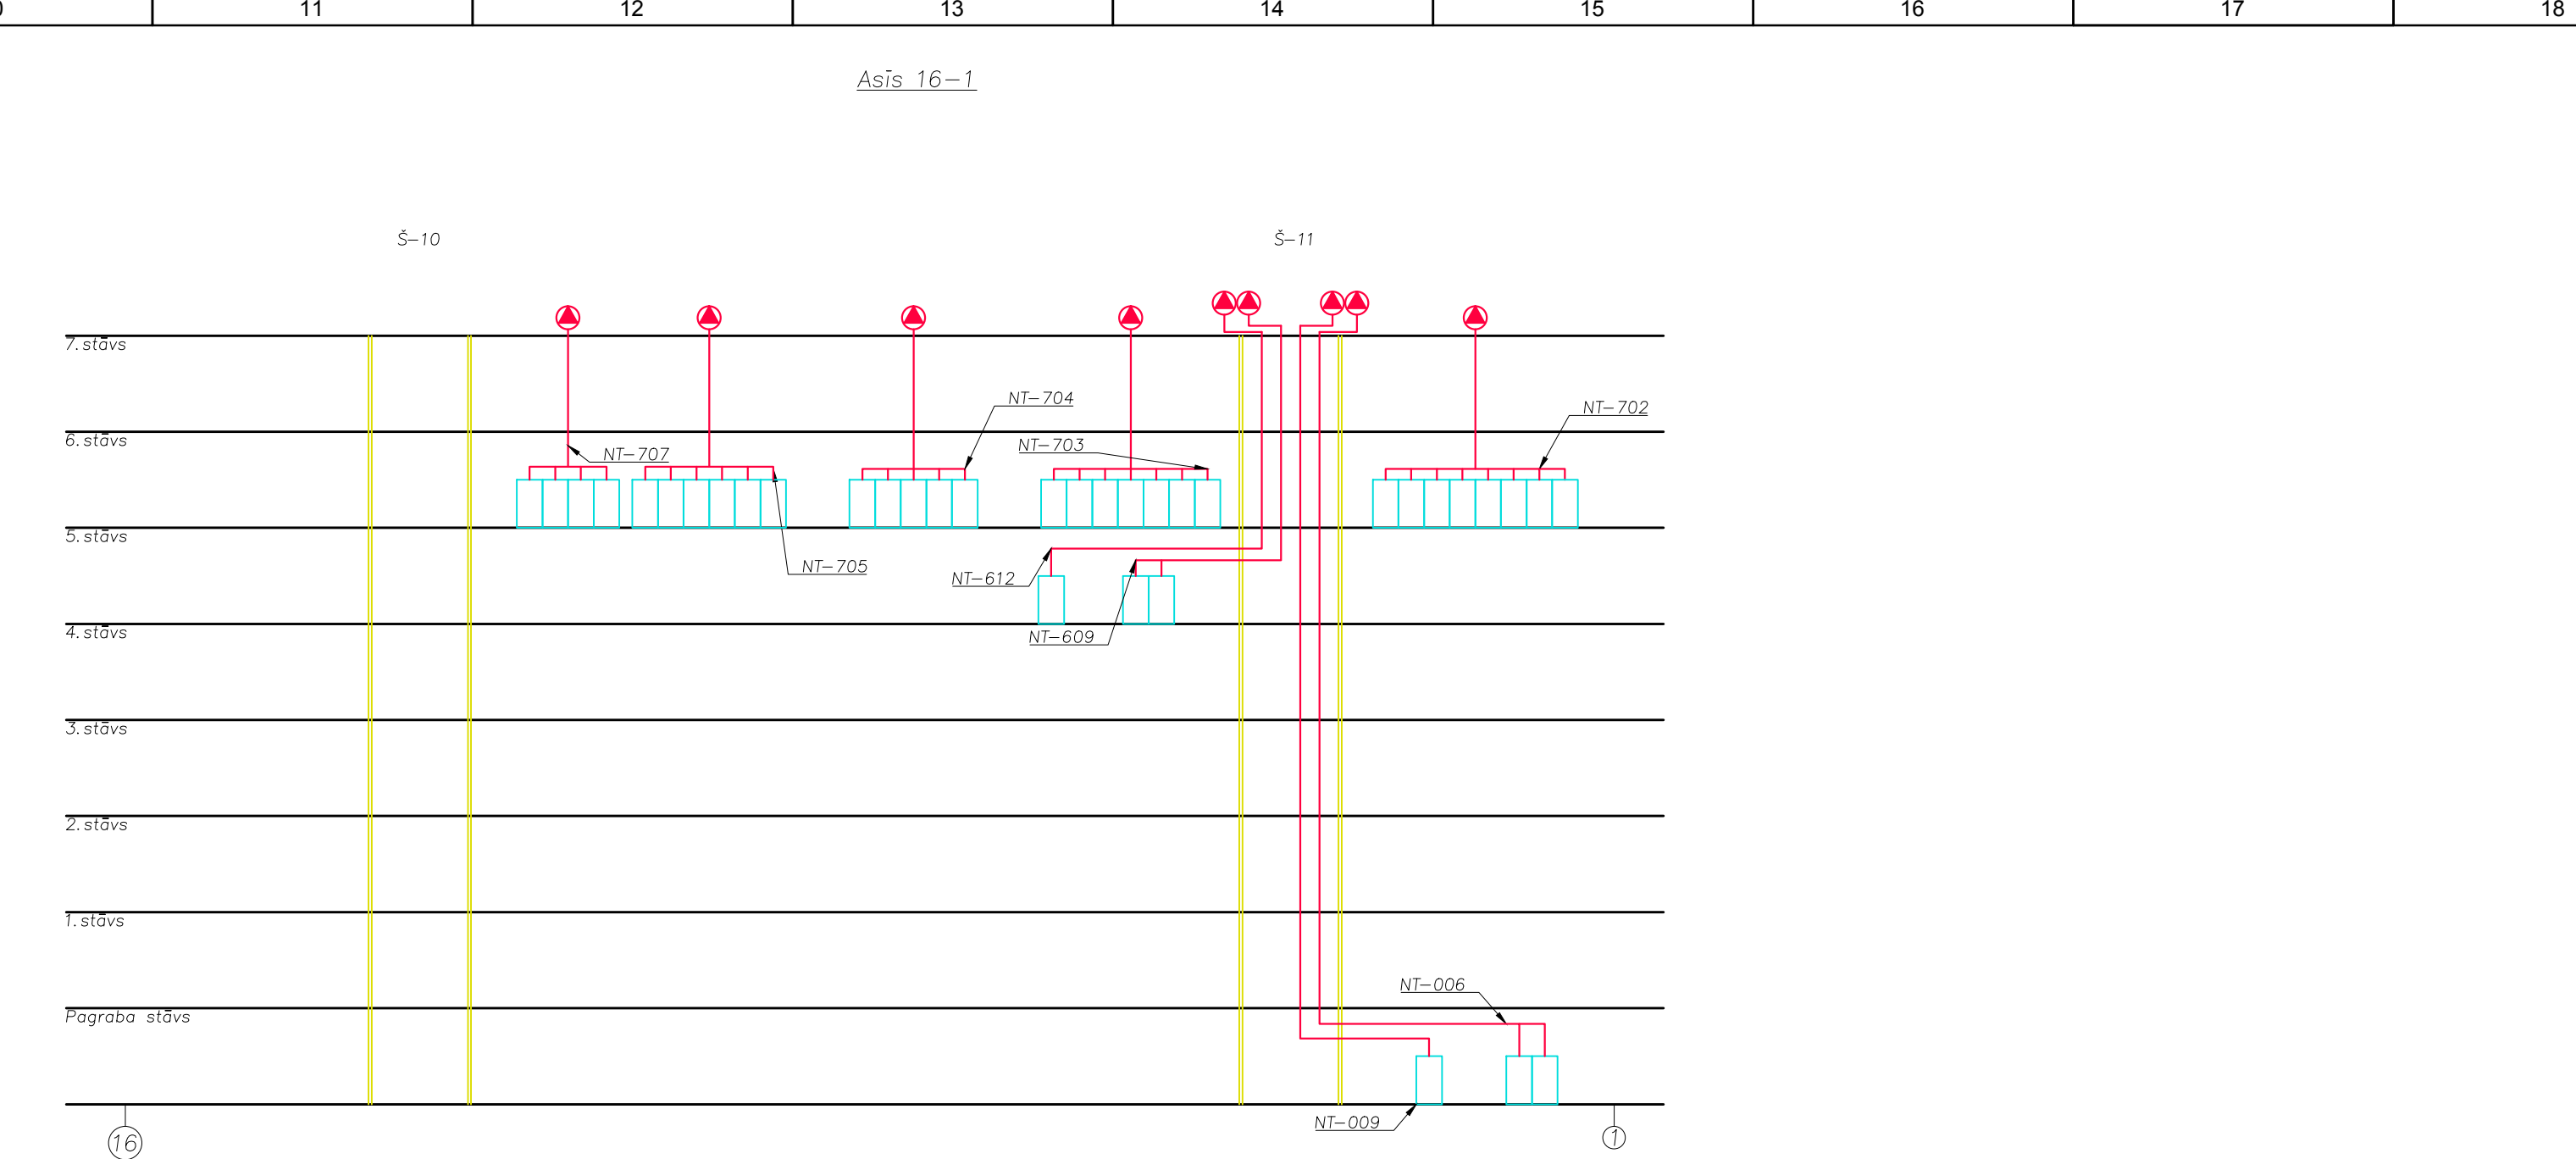 11 12 13 14 15 16 17 18
Asīs 16-1
Š-10 Š-11
7.stāvs
NT-704
NT-702
6.stāvs
NT-703
NT-707
5.stāvs
NT-705
NT-612
4.stāvs
NT-609
3.stāvs
2.stāvs
1.stāvs
NT-006
Pagraba stāvs
NT-009
16 1